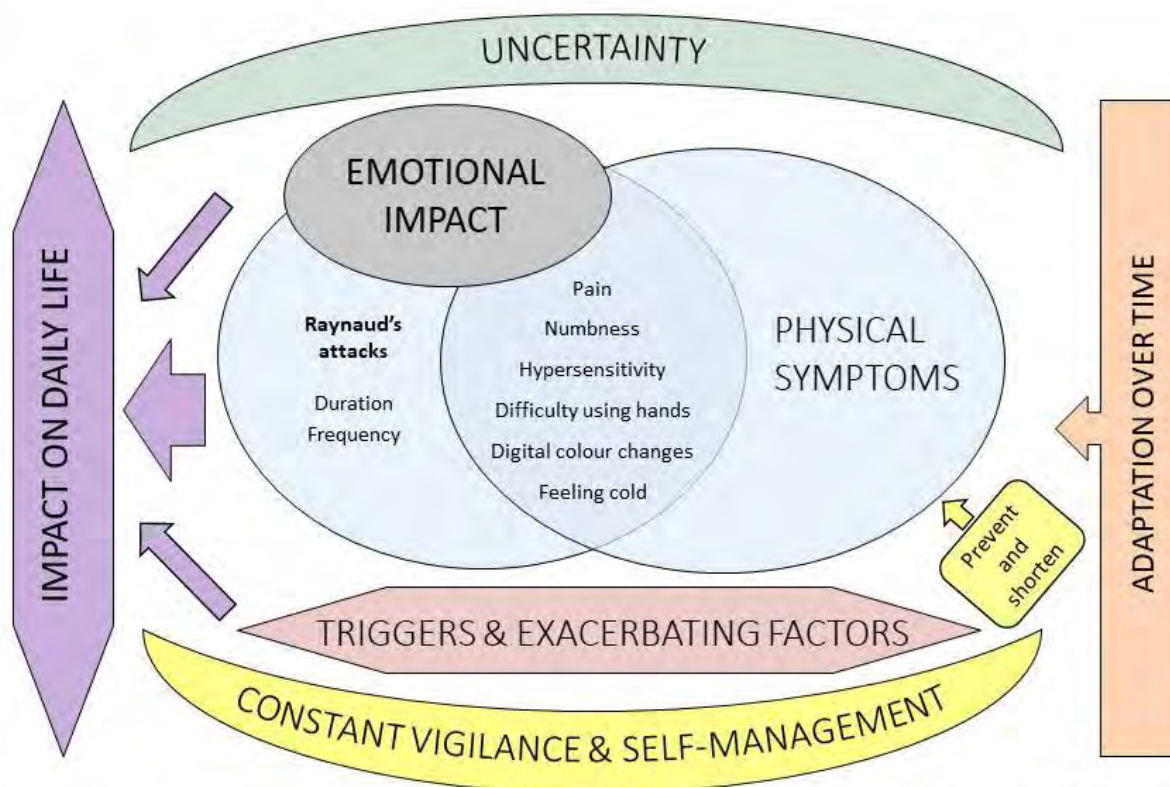 UNCERTAINTY
EMOTIONAL
IMPACT
IMPACT ON DAILY LIFE
Raynaud's
attacks
Duration
Frequency
Pain
Numbness
Hypersensitivity
Difficulty using hands
Digital colour changes
Feeling cold
PHYSICAL
SYMPTOMS
ADAPTATION OVER TIME
Prevent
and
shorten
TRIGGERS & EXACERBATING FACTORS
CONSTANT VIGILANCE & SELF-MANAGEMENT